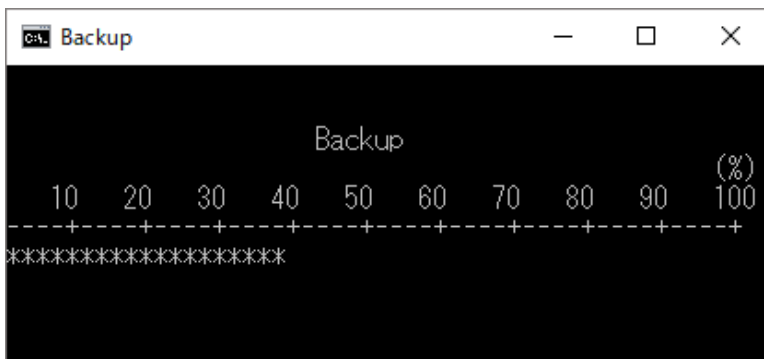 Backup
Backup
(%)
10 20 30 40 50 60 70 80 90 100
----+----+----+----+----+----+----+----+----+----+
*******************